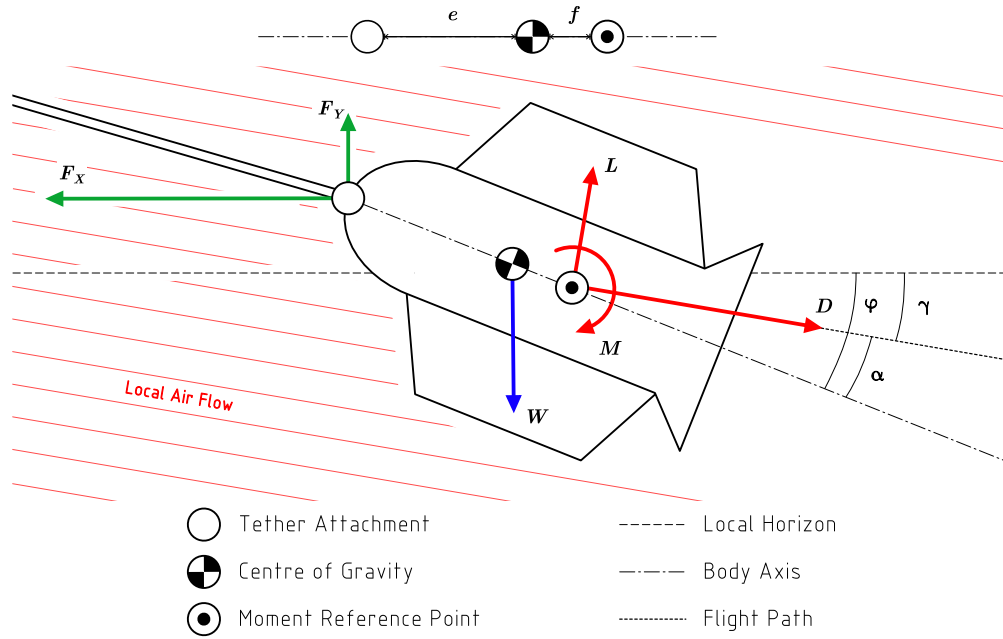 e
f
F_Y
F_X
L
D
φ
γ
M
α
Local Air Flow
W
Tether Attachment
Local Horizon
Centre of Gravity
Body Axis
Moment Reference Point
Flight Path